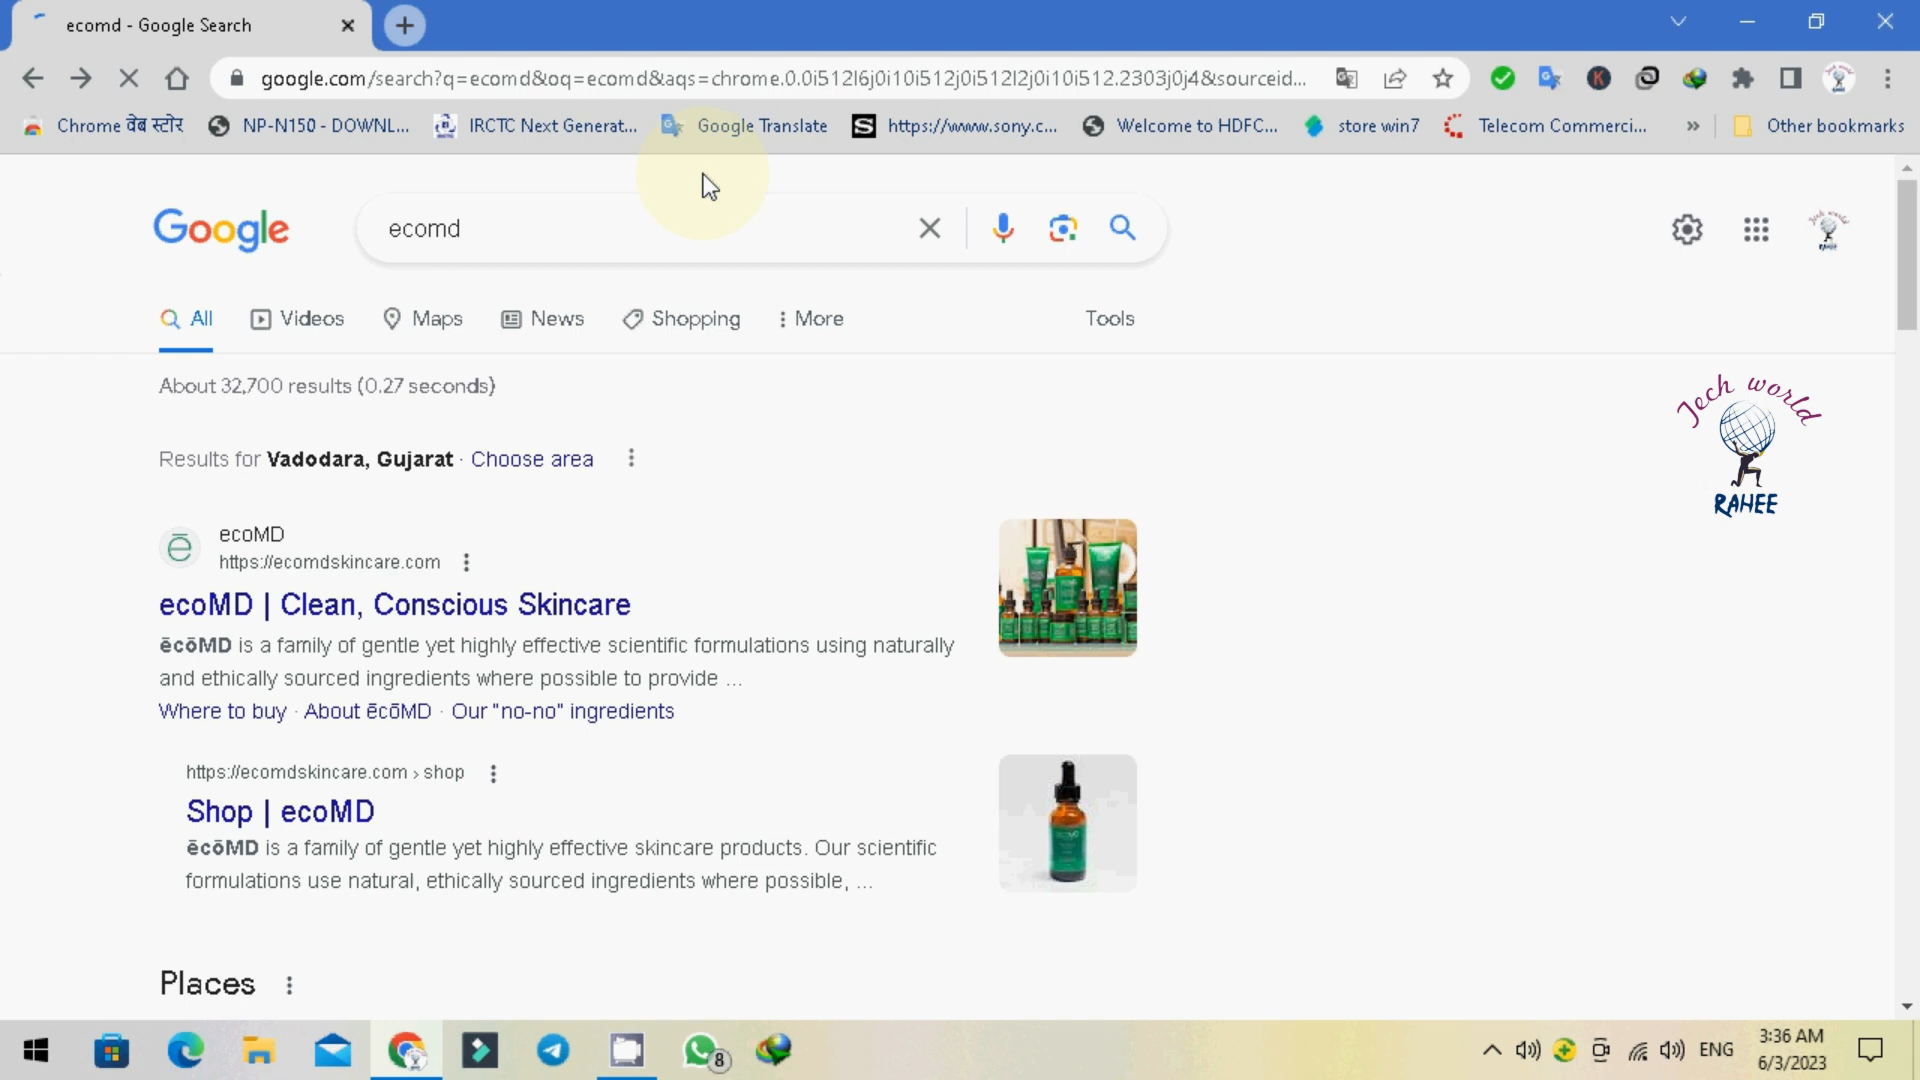 ecomd - Google Search
google.com/search?q=ecomd&oq=ecomd&aqs=chrome.0.0i512l6j0i10i512j0i512l2j0i10i512.2303j0j4&sourceid...
Chrome वेब स्टोर NP-N150 - DOWNL... IRCTC Next Generat... Google Translate https://www.sony.c... Welcome to HDFC... store win7 Telecom Commerci... » Other bookmarks
Google ecomd
All Videos Maps News Shopping More Tools
About 32,700 results (0.27 seconds)
Tech world
RAHEE
Results for Vadodara, Gujarat · Choose area
ecoMD
https://ecomdskincare.com
ecoMD | Clean, Conscious Skincare
ēcōMD is a family of gentle yet highly effective scientific formulations using naturally
and ethically sourced ingredients where possible to provide ...
Where to buy · About ēcōMD · Our "no-no" ingredients
https://ecomdskincare.com › shop
Shop | ecoMD
ēcōMD is a family of gentle yet highly effective skincare products. Our scientific
formulations use natural, ethically sourced ingredients where possible, ...
Places
8
ENG
3:36 AM
6/3/2023